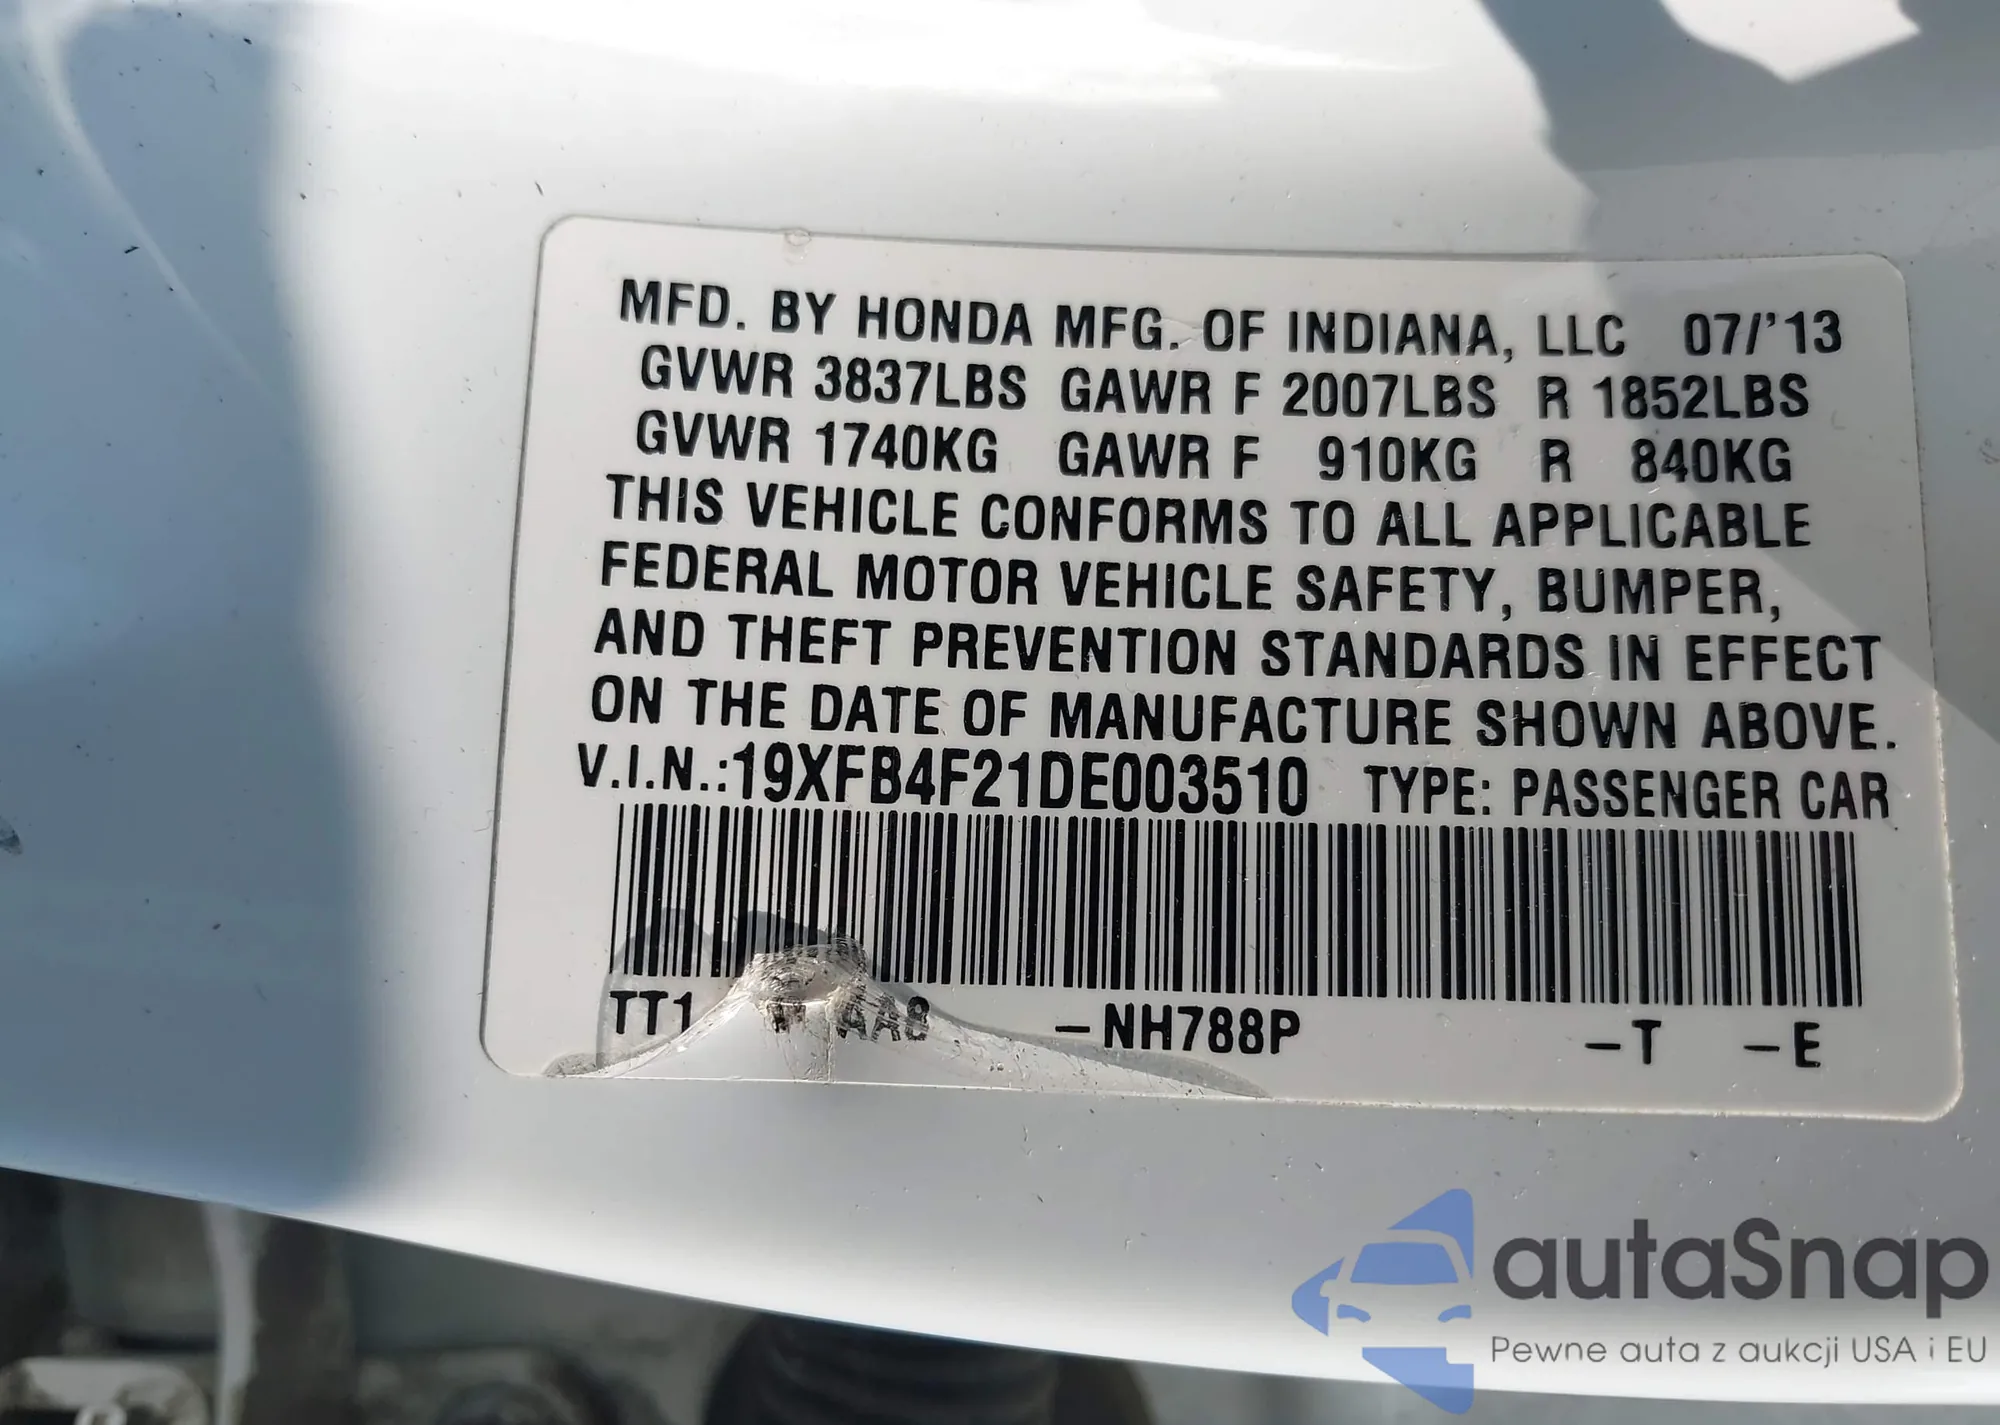 MFD. BY HONDA MFG. OF INDIANA, LLC 07/'13
GVWR 3837LBS GAWR F 2007LBS R 1852LBS
GVWR 1740KG GAWR F 910KG R 840KG
THIS VEHICLE CONFORMS TO ALL APPLICABLE
FEDERAL MOTOR VEHICLE SAFETY, BUMPER,
AND THEFT PREVENTION STANDARDS IN EFFECT
ON THE DATE OF MANUFACTURE SHOWN ABOVE.
V.I.N.:19XFB4F21DE003510 TYPE: PASSENGER CAR
TT1 AA8 -NH788P -T -E
autaSnap
Pewne auta z aukcji USA i EU